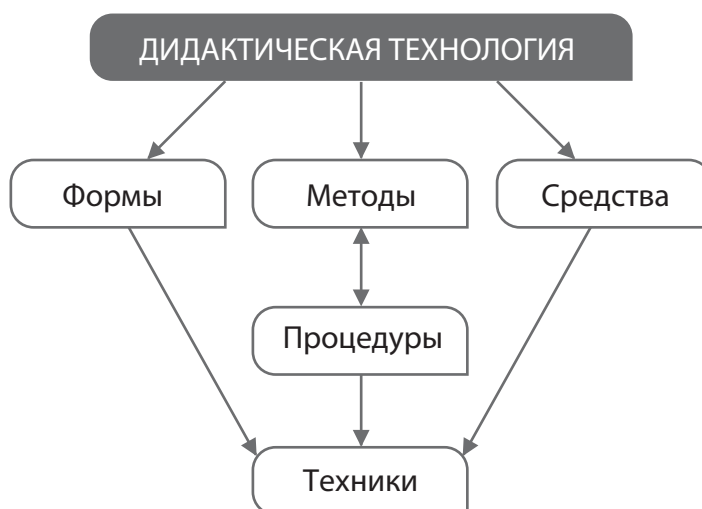 ДИДАКТИЧЕСКАЯ ТЕХНОЛОГИЯ
Формы
Методы
Средства
Процедуры
Техники